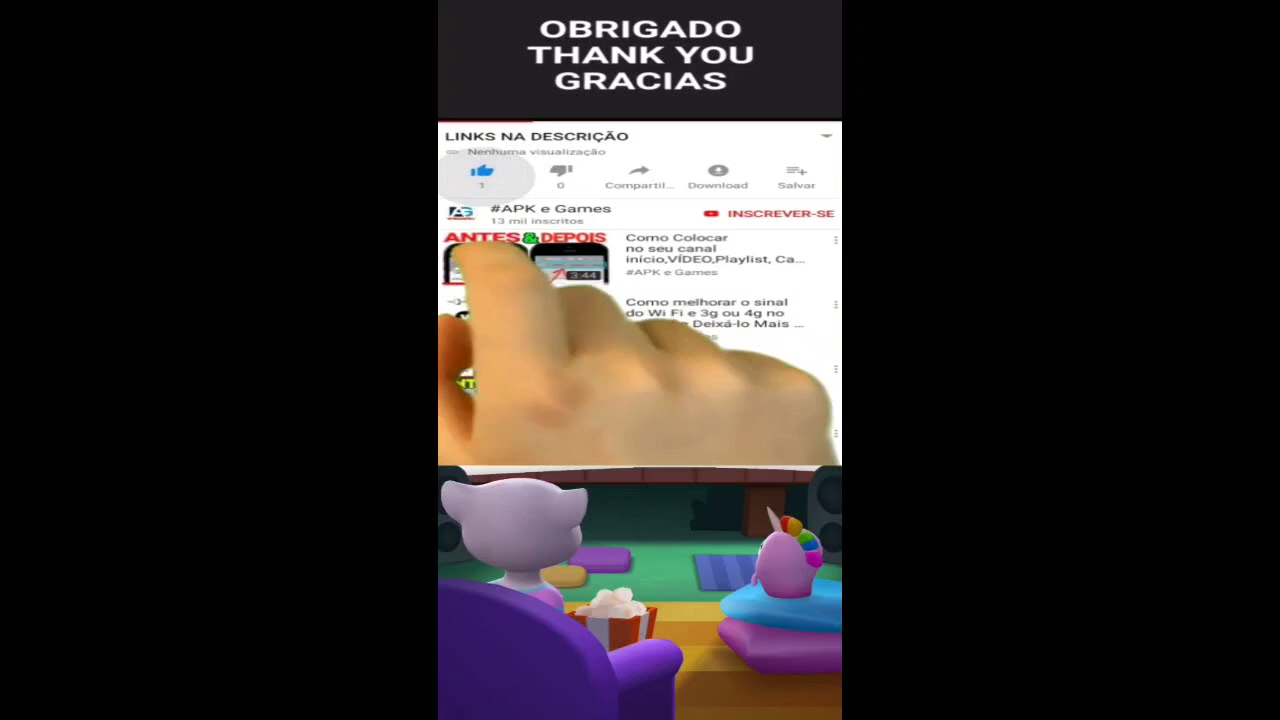 OBRIGADO
THANK YOU
GRACIAS
LINKS NA DESCRIÇÃO
Nenhuma visualização
1
0
Compartil...
Download
Salvar
AG
#APK e Games
13 mil inscritos
INSCREVER-SE
ANTES & DEPOIS
3:44
Como Colocar
no seu canal
início,VÍDEO,Playlist, Ca...
#APK e Games
Como melhorar o sinal
do Wi Fi e 3g ou 4g no
Deixá-lo Mais ...